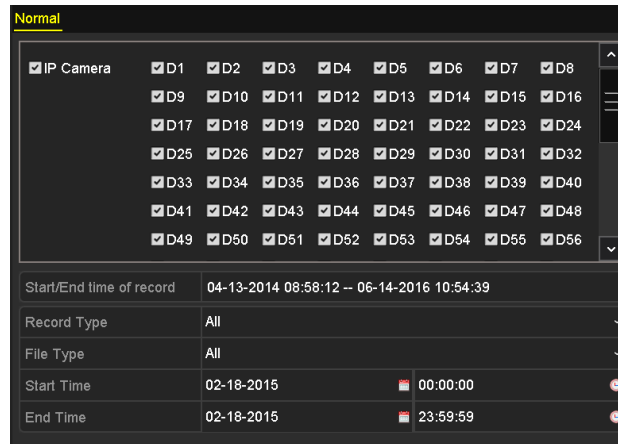 Normal
IP Camera D1 D2 D3 D4 D5 D6 D7 D8
D9 D10 D11 D12 D13 D14 D15 D16
D17 D18 D19 D20 D21 D22 D23 D24
D25 D26 D27 D28 D29 D30 D31 D32
D33 D34 D35 D36 D37 D38 D39 D40
D41 D42 D43 D44 D45 D46 D47 D48
D49 D50 D51 D52 D53 D54 D55 D56
Start/End time of record 04-13-2014 08:58:12 -- 06-14-2016 10:54:39
Record Type All
File Type All
Start Time 02-18-2015 00:00:00
End Time 02-18-2015 23:59:59